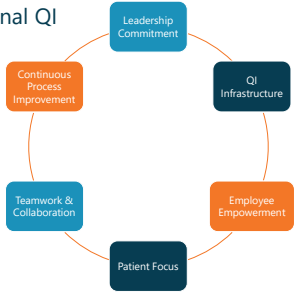 nal QI
Leadership
Commitment
QI
Infrastructure
Employee
Empowerment
Patient Focus
Teamwork &
Collaboration
Continuous
Process
Improvement